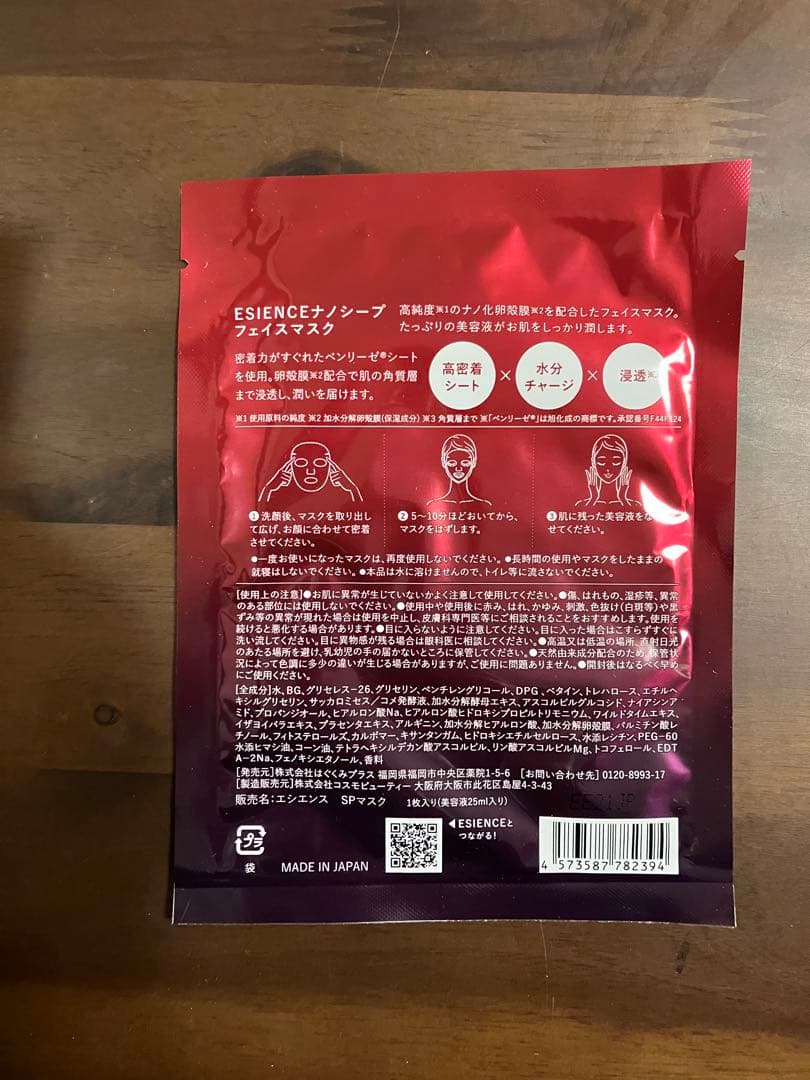 ESIENCEナノシープ
フェイスマスク
高純度※1のナノ化卵殻膜※2を配合したフェイスマスク。
たっぷりの美容液がお肌をしっかり潤します。
密着力がすぐれたベンリーゼ®シート
を使用。卵殻膜※2配合で肌の角質層
まで浸透し、潤いを届けます。
高密着
シート
×
水分
チャージ
×
浸透※
※1 使用原料の純度 ※2 加水分解卵殻膜(保湿成分) ※3 角質層まで ※「ベンリーゼ®」は旭化成の商標です。承認番号
① 洗顔後、マスクを取り出し
て広げ、お顔に合わせて密着
させてください。
② 5〜10分ほどおいてから、
マスクをはずします。
③ 肌に残った美容液をな
せてください。
●一度お使いになったマスクは、再度使用しないでください。●長時間の使用やマスクをしたままの
就寝はしないでください。●本品は水に溶けませんので、トイレ等に流さないでください。
[使用上の注意]●お肌に異常が生じていないかよく注意して使用してください。●傷、はれもの、湿疹等、異常
のある部位には使用しないでください。●使用中や使用後に赤み、はれ、かゆみ、刺激、色抜け(白斑等)や黒
ずみ等の異常が現れた場合は使用を中止し、皮膚科専門医等にご相談されることをおすすめします。使用を
続けると悪化する場合があります。●目に入らないように注意してください。目に入った場合はこすらずすぐに
洗い流してください。目に異物感が残る場合は眼科医に相談してください。●高温又は低温の場所、直射日光
のあたる場所を避け、乳幼児の手の届かないところに保管してください。●天然由来成分配合のため、保管状
況によって色調に多少の違いが生じる場合がありますが、ご使用に問題ありません。●開封後はなるべく早め
にご使用ください。
[全成分]水、BG、グリセレス-26、グリセリン、ペンチレングリコール、DPG、ベタイン、トレハロース、エチルヘ
キシルグリセリン、サッカロミセス/コメ発酵液、加水分解酵母エキス、アスコルビルグルコシド、ナイアシンア
ミド、プロパンジオール、ヒアルロン酸Na、ヒアルロン酸ヒドロキシプロピルトリモニウム、ワイルドタイムエキス、
イザヨイバラエキス、プラセンタエキス、アルギニン、加水分解ヒアルロン酸、加水分解卵殻膜、パルミチン酸レ
チノール、フィトステロールズ、カルボマー、キサンタンガム、ヒドロキシエチルセルロース、水添レシチン、PEG-60
水添ヒマシ油、コーン油、テトラヘキシルデカン酸アスコルビル、リン酸アスコルビルMg、トコフェロール、EDT
A-2Na、フェノキシエタノール、香料
[発売元]株式会社はぐくみプラス 福岡県福岡市中央区薬院1-5-6 [お問い合わせ先] 0120-8993-17
[製造販売元]株式会社コスモビューティー 大阪府大阪市此花区島屋4-3-43
販売名:エシエンス SPマスク 1枚入り(美容液25ml入り)
プラ
袋
MADE IN JAPAN
◀ESIENCEと
つながる!
4 573587 782394